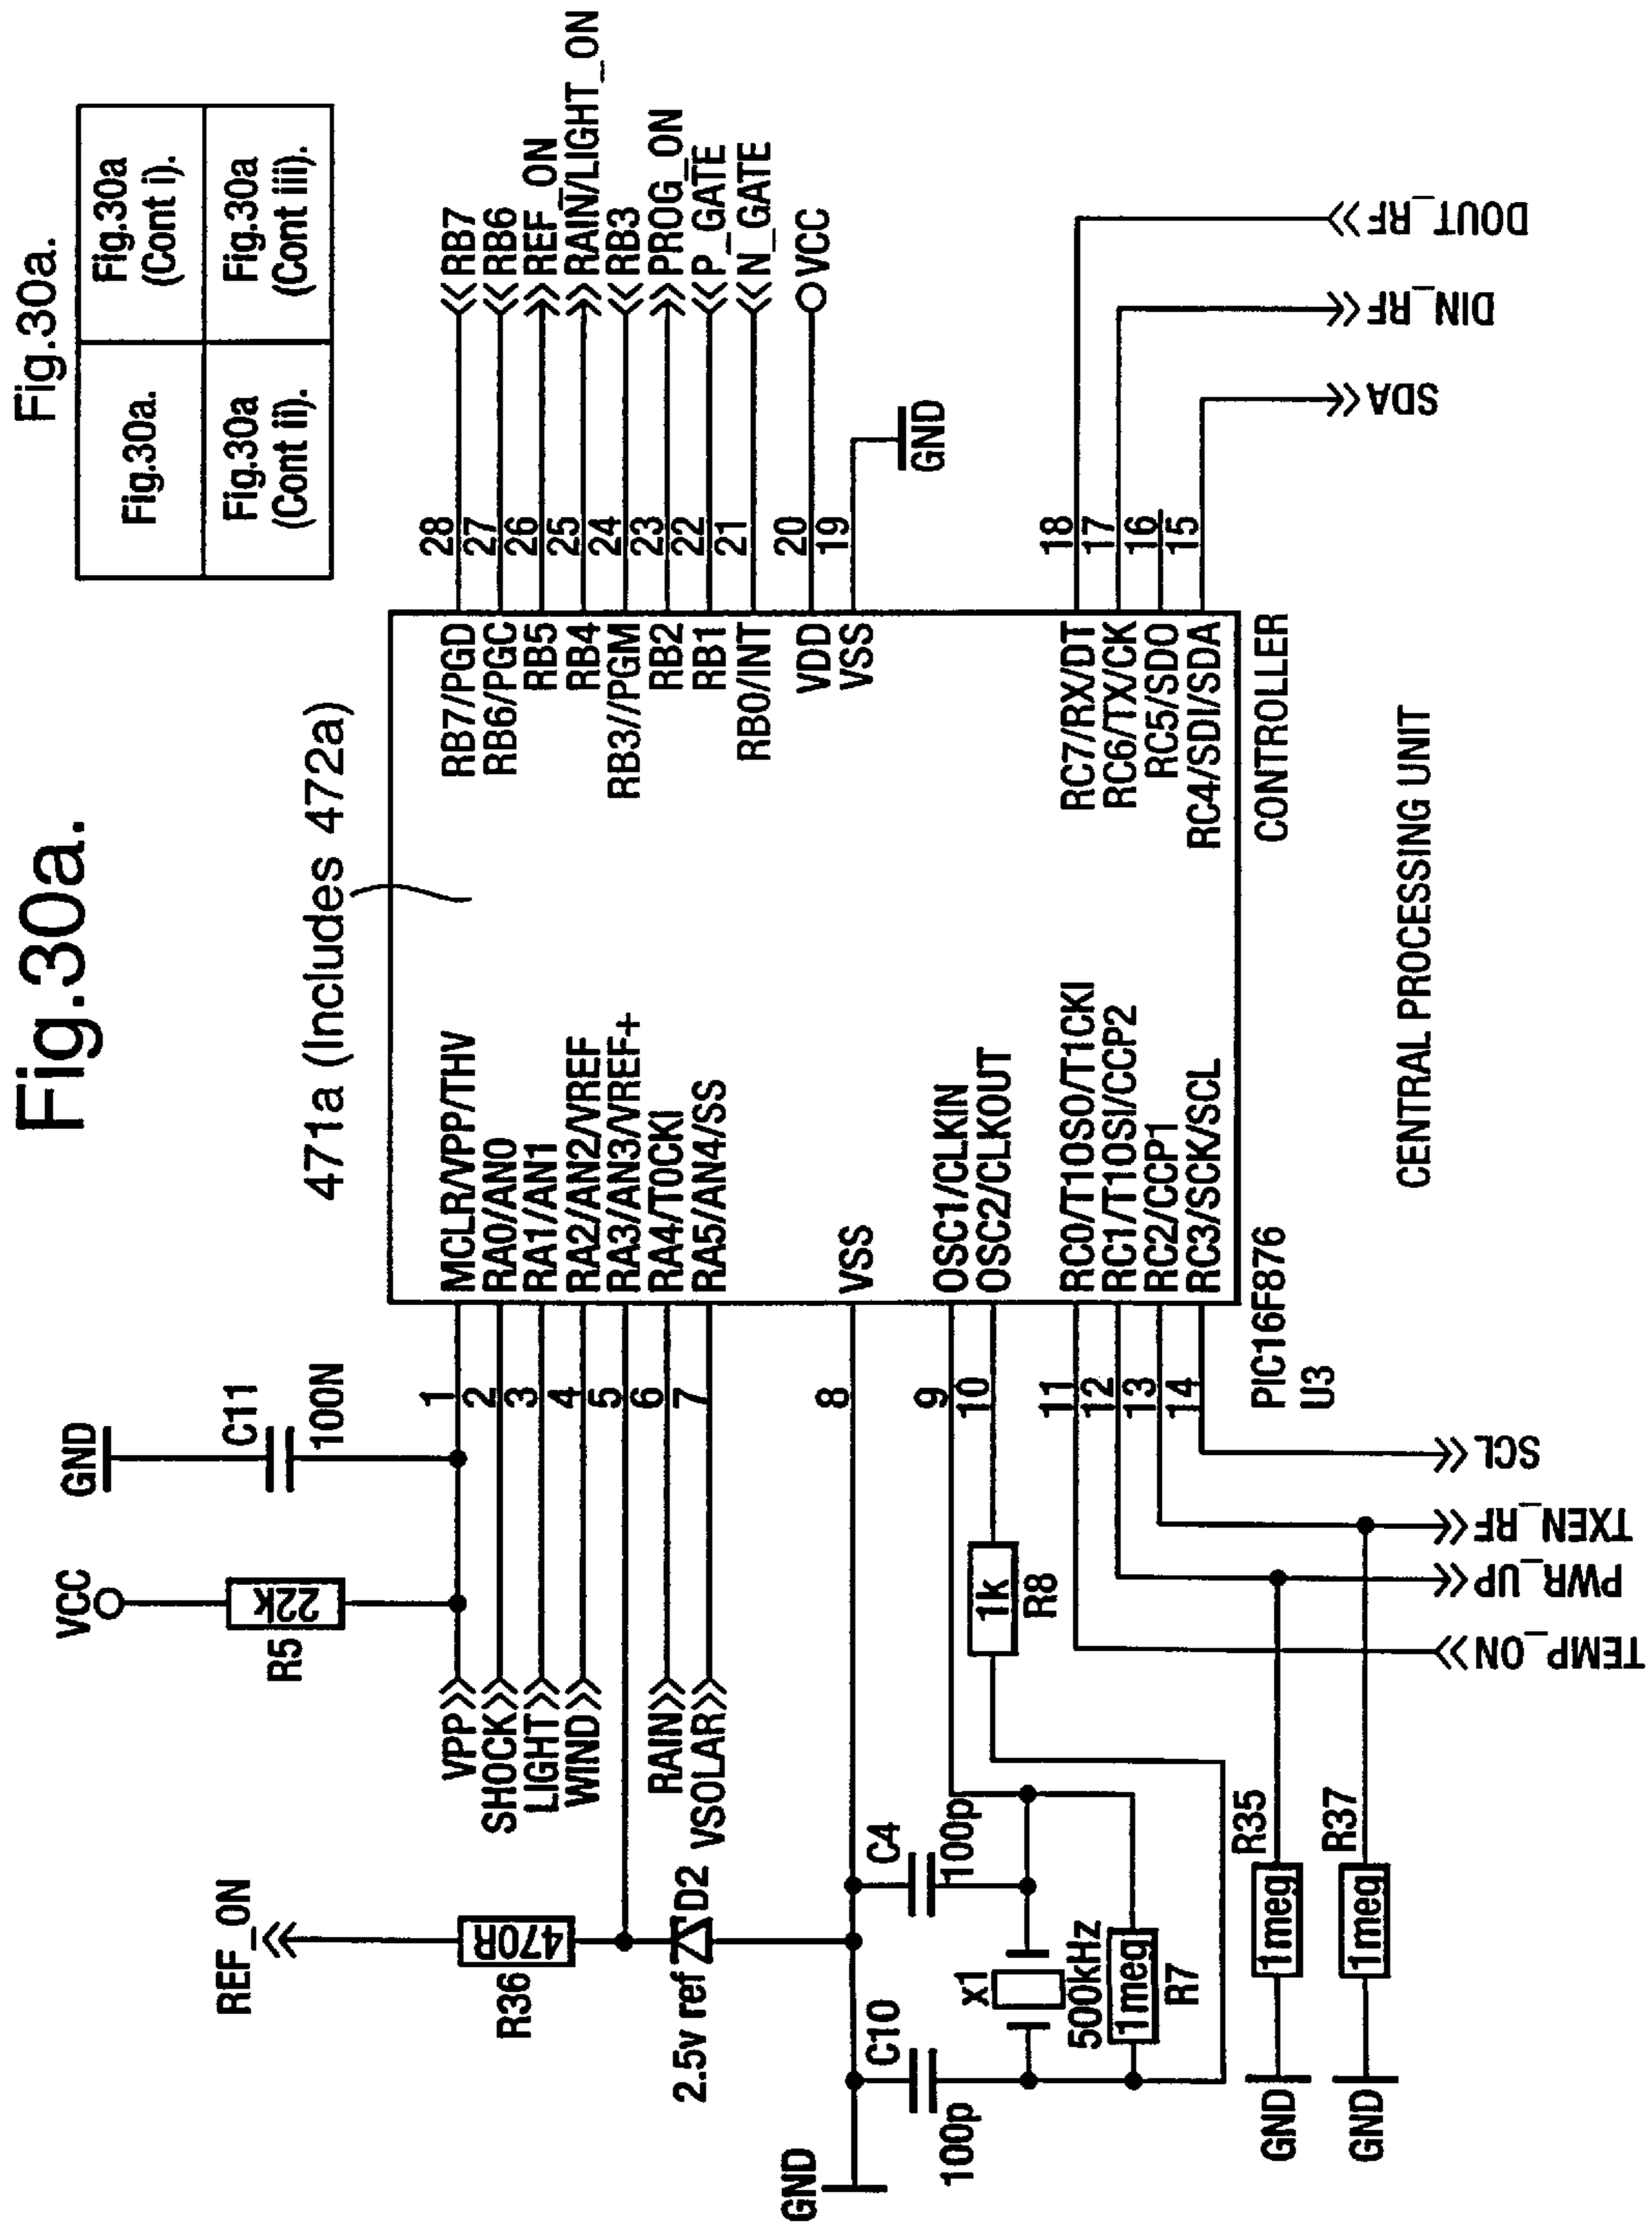 Fig.30a.
Fig.30a.
Fig.30a.
Fig.30a
(Cont i).
Fig.30a
(Cont ii).
Fig.30a
(Cont iii).
471a (Includes 472a)
GND
C11
100N
VCC
R5
22k
REF_ON
R36
470R
2.5v ref
D2
VPP
SHOCK
LIGHT
WIND
RAIN
VSOLAR
1
2
3
4
5
6
7
8
9
10
11
12
13
14
MCLR/VPP/THV
RA0/AN0
RA1/AN1
RA2/AN2/VREF
RA3/AN3/VREF+
RA4/T0CKI
RA5/AN4/SS
VSS
OSC1/CLKIN
OSC2/CLKOUT
RC0/T1OSO/T1CKI
RC1/T1OSI/CCP2
RC2/CCP1
RC3/SCK/SCL
RB7/PGD
RB6/PGC
RB5
RB4
RB3//PGM
RB2
RB1
RB0/INT
VDD
VSS
RC7/RX/DT
RC6/TX/CK
RC5/SDO
RC4/SDI/SDA
28
27
26
25
24
23
22
21
20
19
18
17
16
15
RB7
RB6
REF_ON
RAIN/LIGHT_ON
RB3
PROG_ON
P_GATE
N_GATE
VCC
GND
DOUT_RF
DIN_RF
SDA
GND
C10
100p
C4
100p
x1
500kHz
1meg
R7
1k
R8
R35
1meg
GND
R37
1meg
GND
TEMP_ON
PWR_UP
TXEN_RF
SCL
PIC16F876
U3
CONTROLLER
CENTRAL PROCESSING UNIT